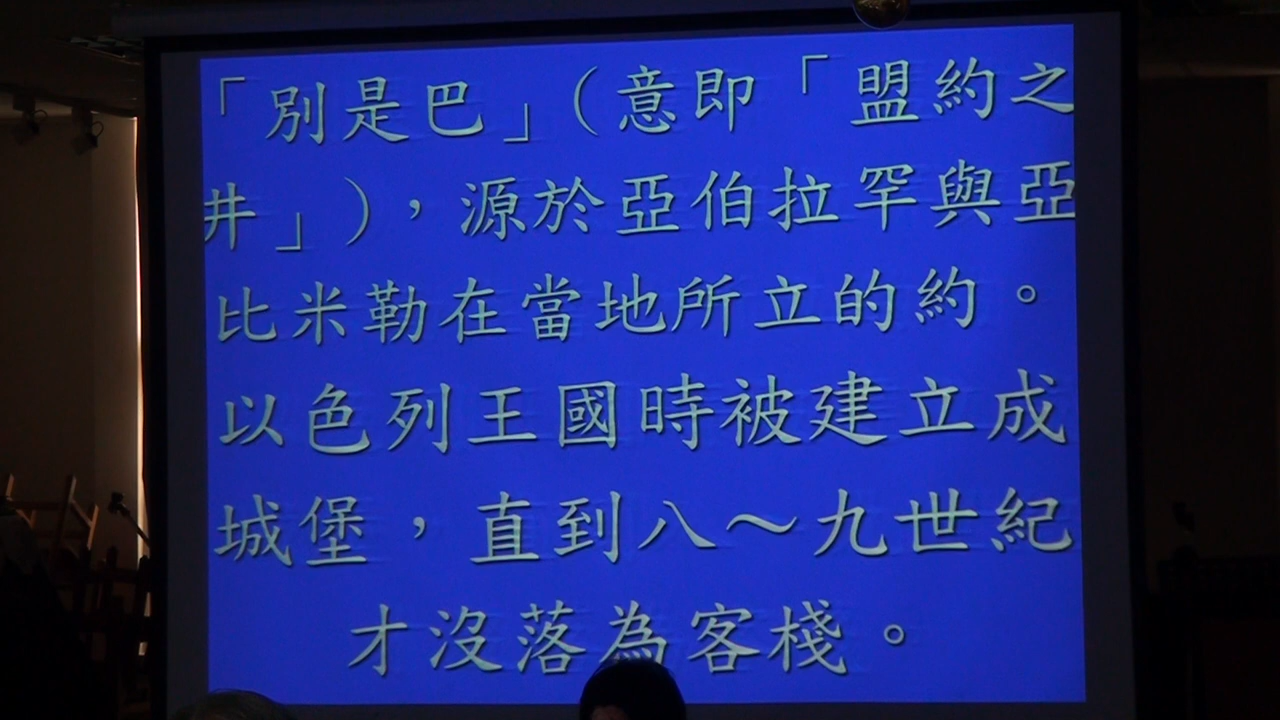 「別是巴」（意即「盟約之
井」），源於亞伯拉罕與亞
比米勒在當地所立的約。
以色列王國時被建立成
城堡，直到八～九世紀
才沒落為客棧。